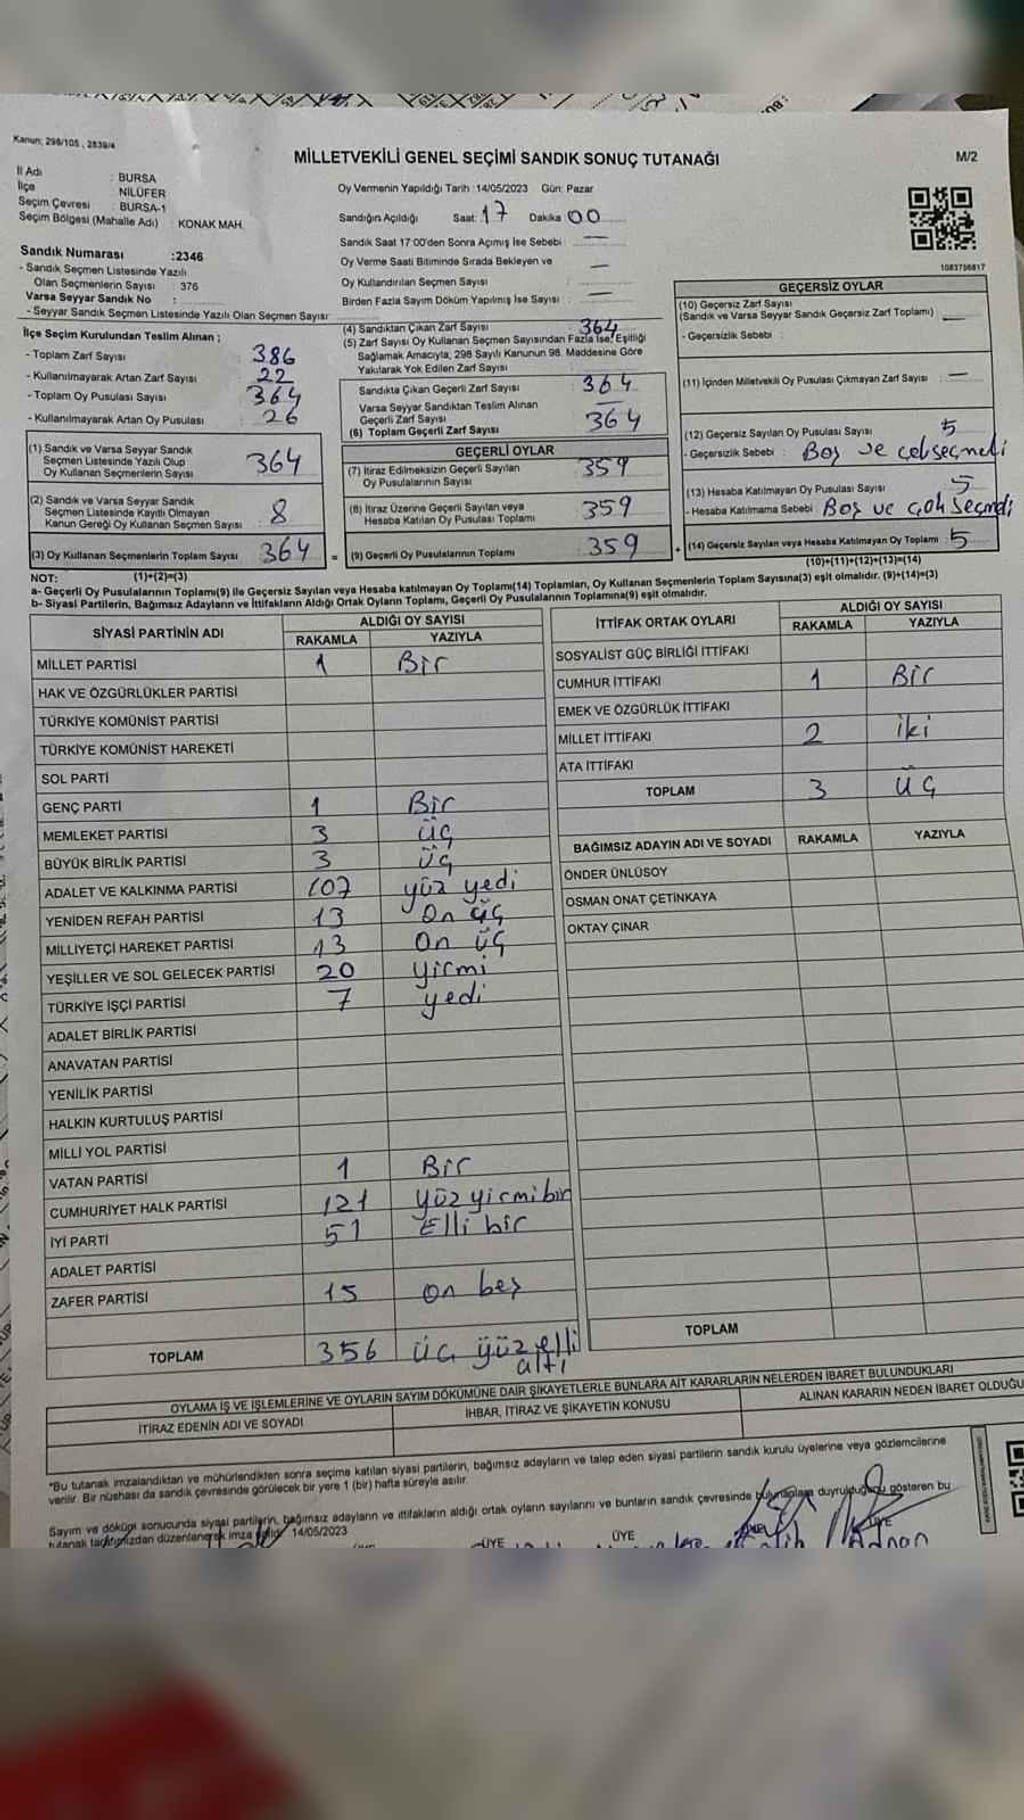 Kanun: 298/105 , 2839/4
MİLLETVEKİLİ GENEL SEÇİMİ SANDIK SONUÇ TUTANAĞI
M/2
İl Adı : BURSA
İlçe NİLÜFER
Seçim Çevresi : BURSA-1
Seçim Bölgesi (Mahalle Adı) : KONAK MAH.
Oy Vermenin Yapıldığı Tarih :14/05/2023 Gün: Pazar
Sandığın Açıldığı Saat: 17 Dakika 00
Sandık Saat 17:00'den Sonra Açımış İse Sebebi : —
Oy Verme Saati Bitiminde Sırada Bekleyen ve
Oy Kullandırılan Seçmen Sayısı : —
Birden Fazla Sayım Döküm Yapılmış İse Sayısı : —
1083756817
Sandık Numarası :2346
- Sandık Seçmen Listesinde Yazılı
Olan Seçmenlerin Sayısı : 376
Varsa Seyyar Sandık No :
- Seyyar Sandık Seçmen Listesinde Yazılı Olan Seçmen Sayısı:
İlçe Seçim Kurulundan Teslim Alınan ;
- Toplam Zarf Sayısı 386
- Kullanılmayarak Artan Zarf Sayısı 22
- Toplam Oy Pusulası Sayısı 364
- Kullanılmayarak Artan Oy Pusulası 26
(1) Sandık ve Varsa Seyyar Sandık
Seçmen Listesinde Yazılı Olup
Oy Kullanan Seçmenlerin Sayısı 364
(2) Sandık ve Varsa Seyyar Sandık
Seçmen Listesinde Kayıtlı Olmayan
Kanun Gereği Oy Kullanan Seçmen Sayısı 8
(3) Oy Kullanan Seçmenlerin Toplam Sayısı 364
(1)+(2)=(3)
(4) Sandıktan Çıkan Zarf Sayısı 364
(5) Zarf Sayısı Oy Kullanan Seçmen Sayısından Fazla İse, Eşitliği
Sağlamak Amacıyla, 298 Sayılı Kanunun 98. Maddesine Göre
Yakılarak Yok Edilen Zarf Sayısı
Sandıkta Çıkan Geçerli Zarf Sayısı 364
Varsa Seyyar Sandıktan Teslim Alınan
Geçerli Zarf Sayısı —
(6) Toplam Geçerli Zarf Sayısı 364
GEÇERLİ OYLAR
(7) İtiraz Edilmeksizin Geçerli Sayılan
Oy Pusulalarının Sayısı 359
(8) İtiraz Üzerine Geçerli Sayılan veya
Hesaba Katılan Oy Pusulası Toplamı 359
= (9) Geçerli Oy Pusulalarının Toplamı 359
GEÇERSİZ OYLAR
(10) Geçersiz Zarf Sayısı
(Sandık ve Varsa Seyyar Sandık Geçersiz Zarf Toplamı) —
- Geçersizlik Sebebi :
(11) İçinden Milletvekili Oy Pusulası Çıkmayan Zarf Sayısı —
(12) Geçersiz Sayılan Oy Pusulası Sayısı 5
- Geçersizlik Sebebi : Boş ve
(13) Hesaba Katılmayan Oy Pusulası Sayısı 5
- Hesaba Katılmama Sebebi : Boş ve çok
+ (14) Geçersiz Sayılan veya Hesaba Katılmayan Oy Toplamı : 5
(10)+(11)+(12)+(13)=(14)
NOT:
a- Geçerli Oy Pusulalarının Toplamı(9) ile Geçersiz Sayılan veya Hesaba katılmayan Oy Toplamı(14) Toplamları, Oy Kullanan Seçmenlerin Toplam Sayısına(3) eşit olmalıdır. (9)+(14)=(3)
b- Siyasi Partilerin, Bağımsız Adayların ve İttifakların Aldığı Ortak Oyların Toplamı, Geçerli Oy Pusulalarının Toplamına(9) eşit olmalıdır.
SİYASİ PARTİNİN ADI ALDIĞI OY SAYISI
RAKAMLA YAZIYLA
MİLLET PARTİSİ 1 Bir
HAK VE ÖZGÜRLÜKLER PARTİSİ
TÜRKİYE KOMÜNİST PARTİSİ
TÜRKİYE KOMÜNİST HAREKETİ
SOL PARTİ
GENÇ PARTİ 1 Bir
MEMLEKET PARTİSİ 3 üç
BÜYÜK BİRLİK PARTİSİ 3 üç
ADALET VE KALKINMA PARTİSİ 107 yüz yedi
YENİDEN REFAH PARTİSİ 13 On üç
MİLLİYETÇİ HAREKET PARTİSİ 13 On üç
YEŞİLLER VE SOL GELECEK PARTİSİ 20 yirmi
TÜRKİYE İŞÇİ PARTİSİ 7 yedi
ADALET BİRLİK PARTİSİ
ANAVATAN PARTİSİ
YENİLİK PARTİSİ
HALKIN KURTULUŞ PARTİSİ
MİLLİ YOL PARTİSİ
VATAN PARTİSİ 1 Bir
CUMHURİYET HALK PARTİSİ 121 yüz yirmi bir
İYİ PARTİ 51 Elli bir
ADALET PARTİSİ
ZAFER PARTİSİ 15 on beş
TOPLAM 356 üç yüz elli
altı
İTTİFAK ORTAK OYLARI ALDIĞI OY SAYISI
RAKAMLA YAZIYLA
SOSYALİST GÜÇ BİRLİĞİ İTTİFAKI
CUMHUR İTTİFAKI 1 Bir
EMEK VE ÖZGÜRLÜK İTTİFAKI
MİLLET İTTİFAKI 2 iki
ATA İTTİFAKI
TOPLAM 3 üç
BAĞIMSIZ ADAYIN ADI VE SOYADI RAKAMLA YAZIYLA
ÖNDER ÜNLÜSOY
OSMAN ONAT ÇETİNKAYA
OKTAY ÇINAR
TOPLAM
OYLAMA İŞ VE İŞLEMLERİNE VE OYLARIN SAYIM DÖKÜMÜNE DAİR ŞİKAYETLERLE BUNLARA AİT KARARLARIN NELERDEN İBARET BULUNDUKLARI
İTİRAZ EDENİN ADI VE SOYADI İHBAR, İTİRAZ VE ŞİKAYETİN KONUSU ALINAN KARARIN NEDEN İBARET OLDUĞU
*Bu tutanak imzalandıktan ve mühürlendikten sonra seçime katılan siyasi partilerin, bağımsız adayların ve talep eden siyasi partilerin sandık kurulu üyelerine veya gözlemcilerine
verilir. Bir nüshası da sandık çevresinde görülecek bir yere 1 (bir) hafta süreyle asılır.
Sayım ve döküm sonucunda siyasi partilerin, bağımsız adayların ve ittifakların aldığı ortak oyların sayılarını ve bunların sandık çevresinde duyrulduğunu gösteren bu
tutanak tarafımızdan düzenlenerek imza 14/05/2023
ÜYE ÜYE ÜYE
Adnan